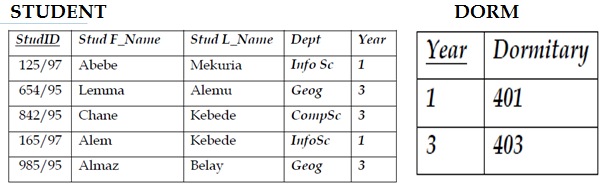 STUDENT
StudID Stud F_Name Stud L_Name Dept Year
125/97 Abebe Mekuria Info Sc 1
654/95 Lemma Alemu Geog 3
842/95 Chane Kebede CompSc 3
165/97 Alem Kebede InfoSc 1
985/95 Almaz Belay Geog 3
DORM
Year Dormitary
1 401
3 403